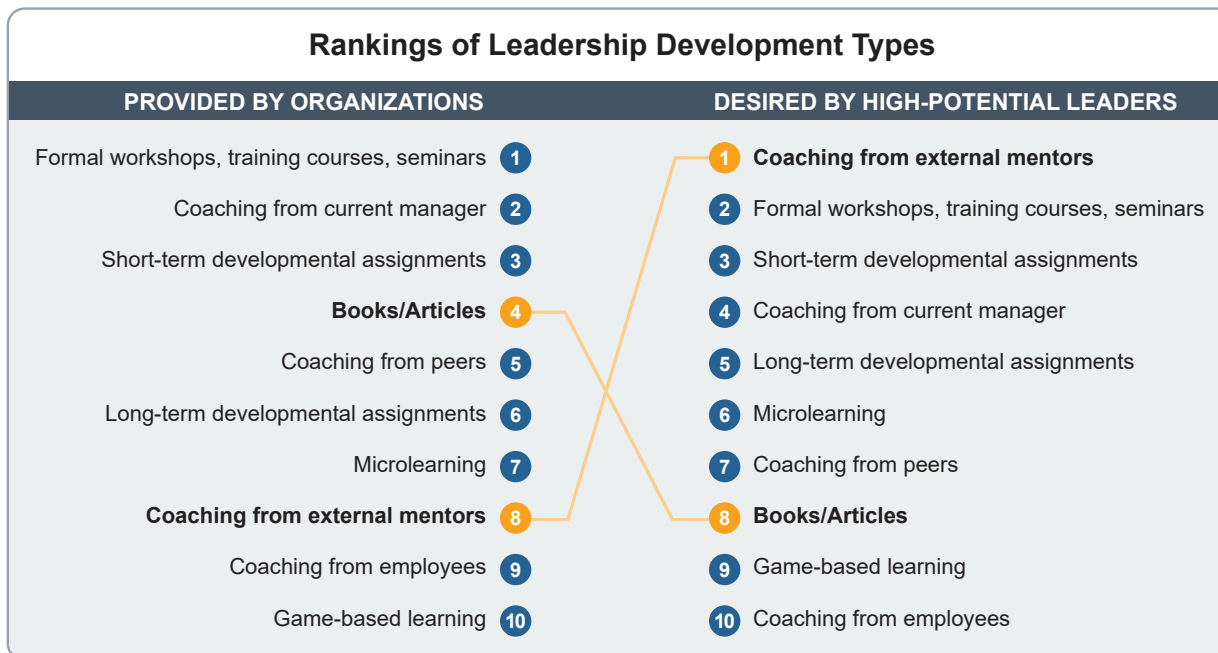 Rankings of Leadership Development Types
PROVIDED BY ORGANIZATIONS
DESIRED BY HIGH-POTENTIAL LEADERS
Formal workshops, training courses, seminars 1
Coaching from current manager 2
Short-term developmental assignments 3
Books/Articles 4
Coaching from peers 5
Long-term developmental assignments 6
Microlearning 7
Coaching from external mentors 8
Coaching from employees 9
Game-based learning 10
1 Coaching from external mentors
2 Formal workshops, training courses, seminars
3 Short-term developmental assignments
4 Coaching from current manager
5 Long-term developmental assignments
6 Microlearning
7 Coaching from peers
8 Books/Articles
9 Game-based learning
10 Coaching from employees